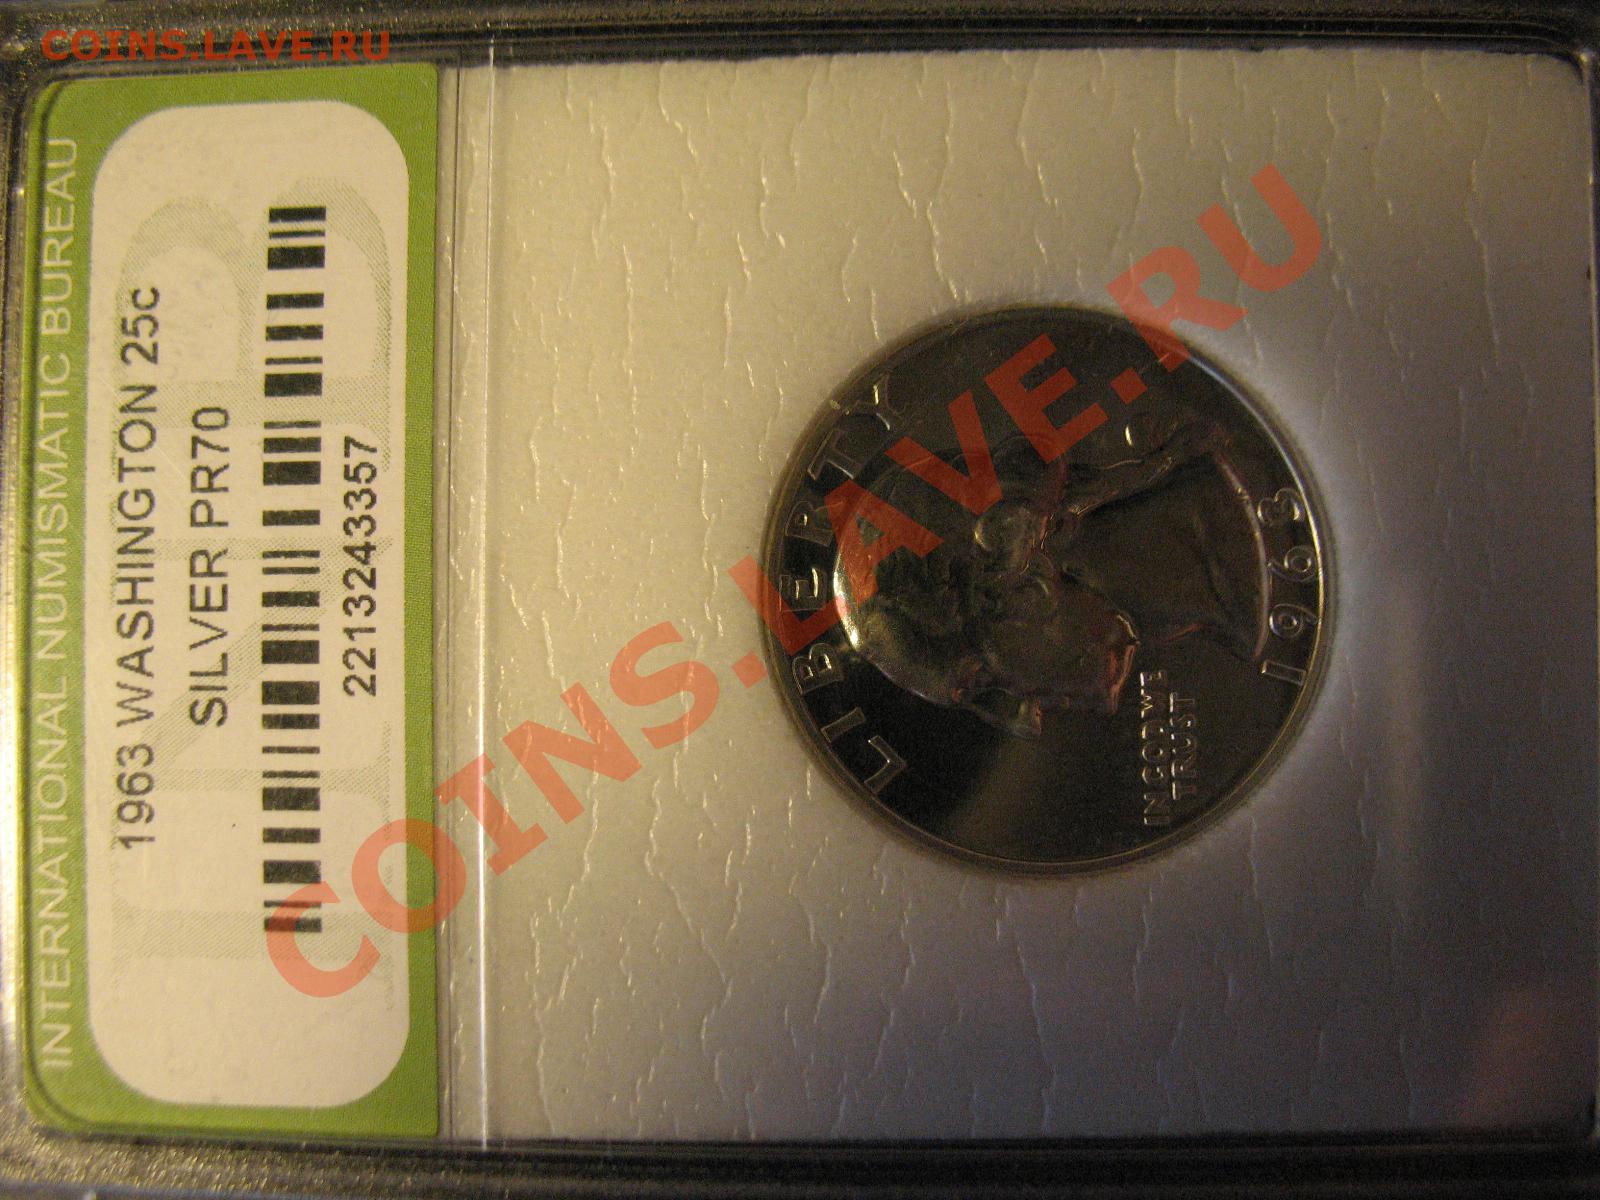 COINS.LAVE.RU
INTERNATIONAL NUMISMATIC BUREAU
1963 WASHINGTON 25c
SILVER PR70
2213243357
LIBERTY
IN GOD WE
TRUST
1963
COINS.LAVE.RU